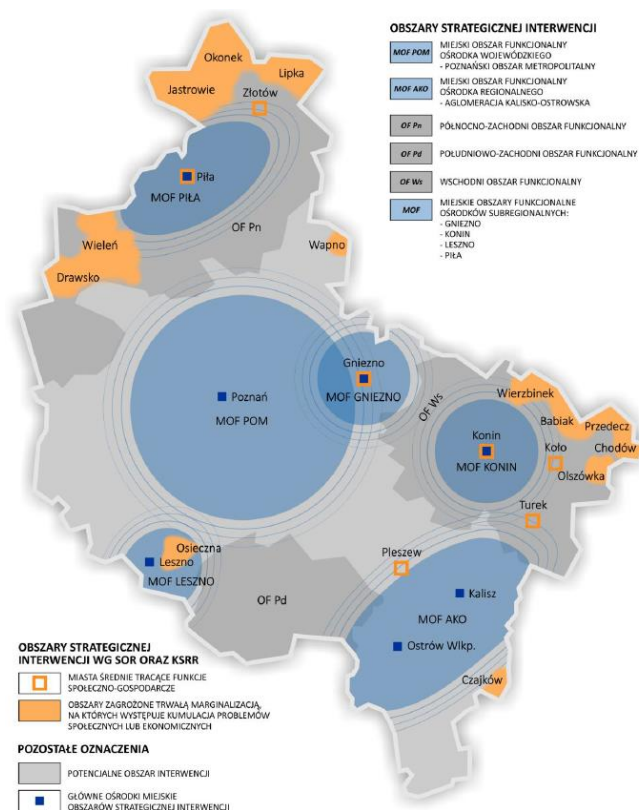 OBSZARY STRATEGICZNEJ INTERWENCJI
MOF POM
MIEJSKI OBSZAR FUNKCJONALNY
OŚRODKA WOJEWÓDZKIEGO
- POZNAŃSKI OBSZAR METROPOLITALNY
MOF AKO
MIEJSKI OBSZAR FUNKCJONALNY
OŚRODKA REGIONALNEGO
- AGLOMERACJA KALISKO-OSTROWSKA
OF Pn
PÓŁNOCNO-ZACHODNI OBSZAR FUNKCJONALNY
OF Pd
POŁUDNIOWO-ZACHODNI OBSZAR FUNKCJONALNY
OF Ws
WSCHODNI OBSZAR FUNKCJONALNY
MOF
MIEJSKIE OBSZARY FUNKCJONALNE
OŚRODKÓW SUBREGIONALNYCH:
- GNIEZNO
- KONIN
- LESZNO
- PIŁA
Okonek
Lipka
Jastrowie
Złotów
Piła
MOF PIŁA
OF Pn
Wieleń
Wapno
Drawsko
Gniezno
MOF GNIEZNO
Poznań
MOF POM
OF Ws
Wierzbinek
Babiak
Przedecz
Konin
MOF KONIN
Koło
Chodów
Olszówka
Turek
Osieczna
Leszno
MOF LESZNO
Pleszew
OF Pd
Kalisz
MOF AKO
Ostrów Wlkp.
Czajków
OBSZARY STRATEGICZNEJ
INTERWENCJI WG SOR ORAZ KSRR
MIASTA ŚREDNIE TRACĄCE FUNKCJE
SPOŁECZNO-GOSPODARCZE
OBSZARY ZAGROŻONE TRWAŁĄ MARGINALIZACJĄ,
NA KTÓRYCH WYSTĘPUJE KUMULACJA PROBLEMÓW
SPOŁECZNYCH LUB EKONOMICZNYCH
POZOSTAŁE OZNACZENIA
POTENCJALNE OBSZAR INTERWENCJI
GŁÓWNE OŚRODKI MIEJSKIE
OBSZARÓW STRATEGICZNEJ INTERWENCJI